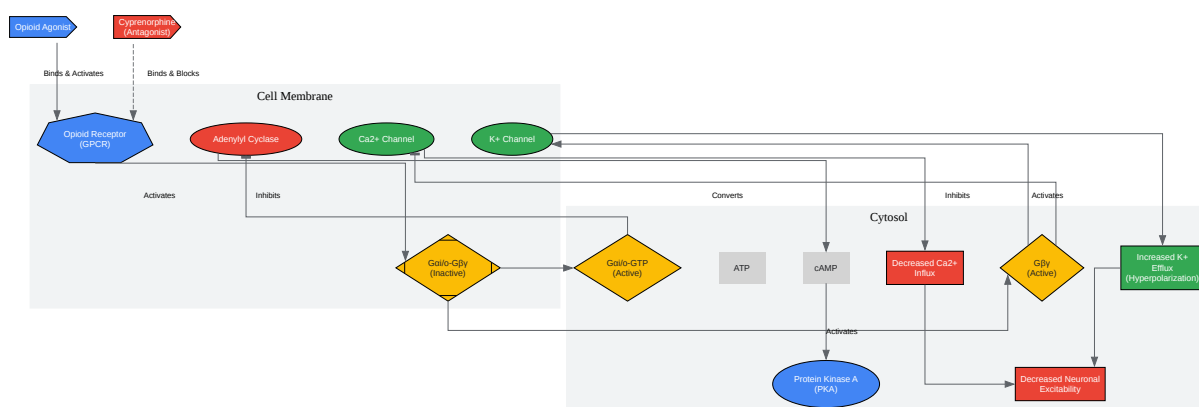 Opioid Agonist
Cyprenorphine
(Antagonist)
Binds & Activates
Binds & Blocks
Cell Membrane
Opioid Receptor
(GPCR)
Adenylyl Cyclase
Ca2+ Channel
K+ Channel
Activates
Inhibits
Converts
Inhibits
Activates
Cytosol
Gαi/o-Gβγ
(Inactive)
Gαi/o-GTP
(Active)
ATP
cAMP
Decreased Ca2+
Influx
Gβγ
(Active)
Increased K+
Efflux
(Hyperpolarization)
Activates
Protein Kinase A
(PKA)
Decreased Neuronal
Excitability